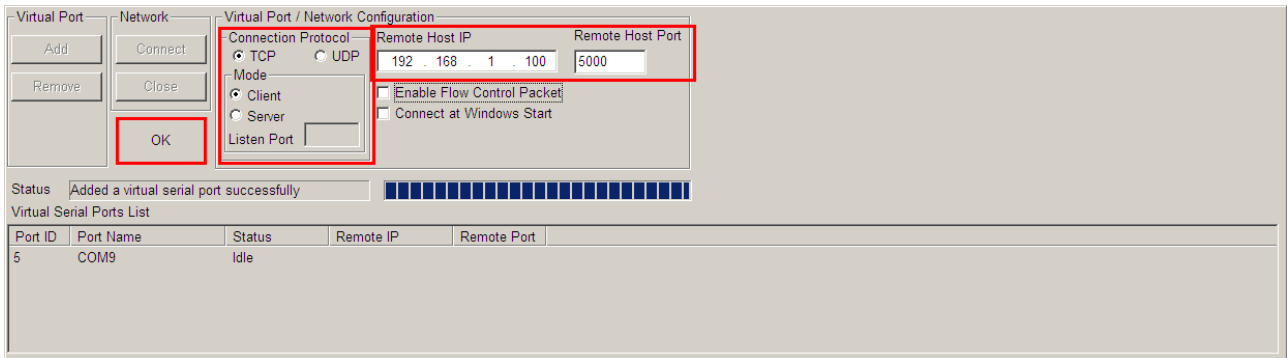 Virtual Port
Network
Virtual Port / Network Configuration
Add
Remove
Connect
Close
OK
Connection Protocol
TCP UDP
Mode
Client
Server
Listen Port
Remote Host IP Remote Host Port
192 . 168 . 1 . 100 5000
Enable Flow Control Packet
Connect at Windows Start
Status Added a virtual serial port successfully
Virtual Serial Ports List
Port ID Port Name Status Remote IP Remote Port
5 COM9 Idle